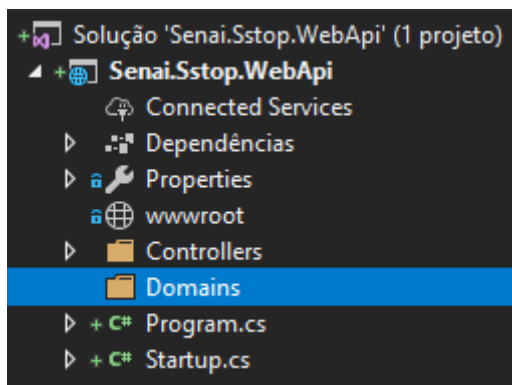 Solução 'Senai.Sstop.WebApi' (1 projeto)
Senai.Sstop.WebApi
Connected Services
Dependências
Properties
wwwroot
Controllers
Domains
C# Program.cs
C# Startup.cs